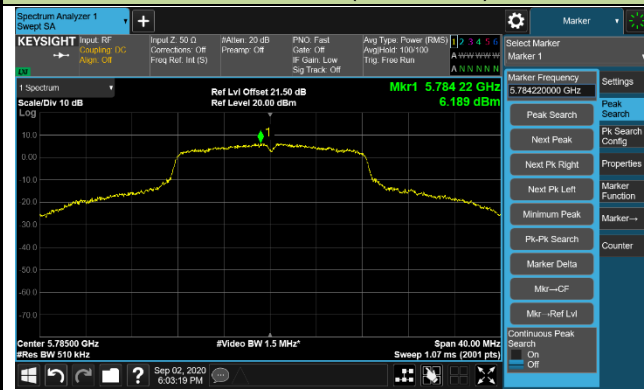 Spectrum Analyzer 1
Swept SA
Marker
KEYSIGHT
Input: RF
Coupling: DC
Align: Off
Input Z: 50 Ω
Corrections: Off
Freq Ref: Int (S)
#Atten: 20 dB
Preamp: Off
PNO: Fast
Gate: Off
IF Gain: Low
Sig Track: Off
Avg Type: Power (RMS)
Avg|Hold: 100/100
Trig: Free Run
1 2 3 4 5 6
A W W W W W
A N N N N N
Select Marker
Marker 1
1 Spectrum
Scale/Div 10 dB
Log
Ref Lvl Offset 21.50 dB
Ref Level 20.00 dBm
Mkr1 5.784 22 GHz
6.189 dBm
Marker Frequency
5.784220000 GHz
Settings
Peak Search
Next Peak
Next Pk Right
Next Pk Left
Minimum Peak
Pk-Pk Search
Marker Delta
Mkr→CF
Mkr→Ref Lvl
Continuous Peak
Search
On
Off
Peak
Search
Pk Search
Config
Properties
Marker
Function
Marker→
Counter
1
10.0
0.00
-10.0
-20.0
-30.0
-40.0
-50.0
-60.0
-70.0
Center 5.78500 GHz
#Res BW 510 kHz
#Video BW 1.5 MHz*
Span 40.00 MHz
Sweep 1.07 ms (2001 pts)
Sep 02, 2020
6:03:19 PM